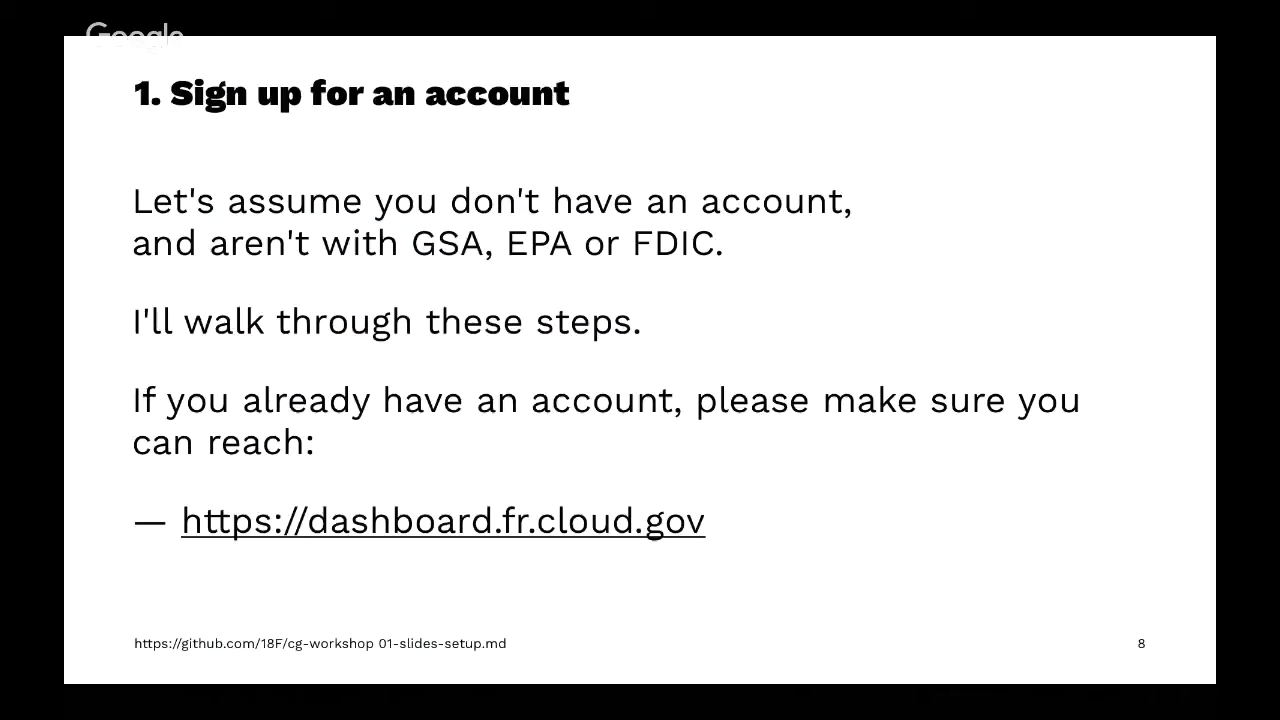 Google
1. Sign up for an account
Let's assume you don't have an account,
and aren't with GSA, EPA or FDIC.
I'll walk through these steps.
If you already have an account, please make sure you
can reach:
— https://dashboard.fr.cloud.gov
https://github.com/18F/cg-workshop 01-slides-setup.md
8